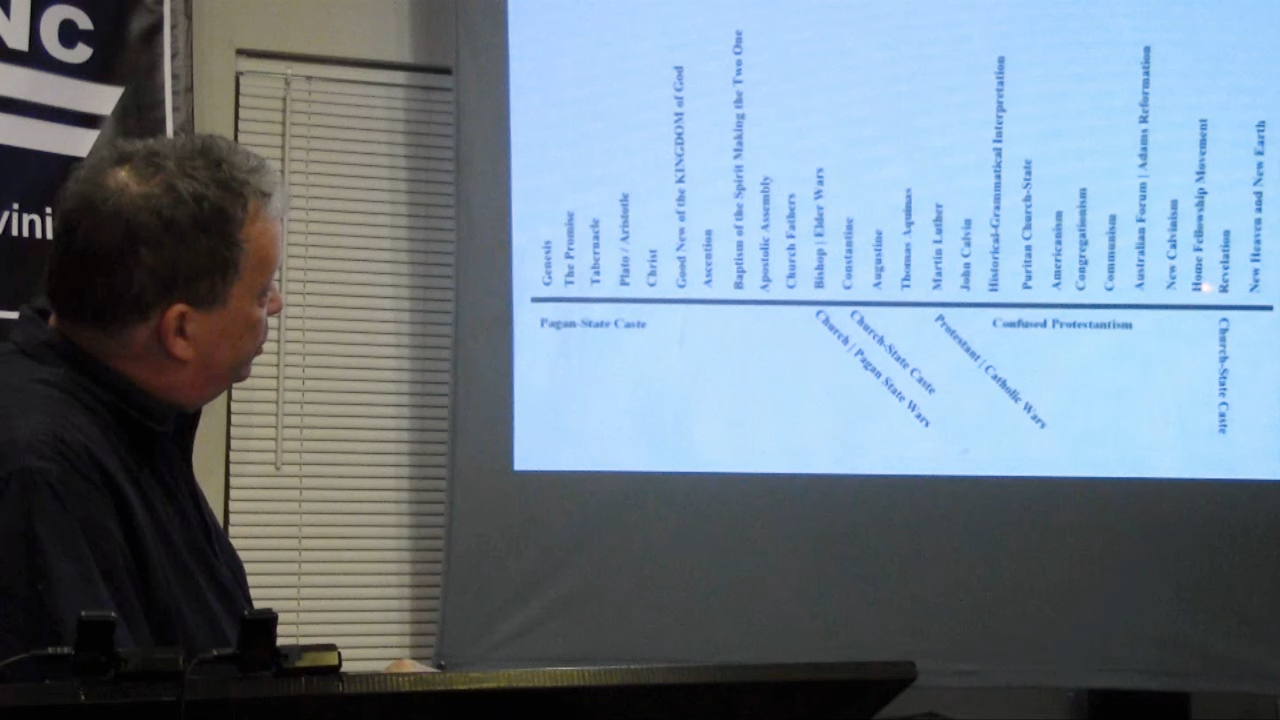 NC
vini
Genesis
The Promise
Tabernacle
Plato / Aristotle
Christ
Good New of the KINGDOM of God
Ascention
Baptism of the Spirit Making the Two One
Apostolic Assembly
Church Fathers
Bishop | Elder Wars
Constantine
Augustine
Thomas Aquinas
Martin Luther
John Calvin
Historical-Grammatical Interpretation
Puritan Church-State
Americanism
Congregationism
Communism
Australian Forum | Adams Reformation
New Calvinism
Home Fellowship Movement
Revelation
New Heaven and New Earth
Pagan-State Caste
Church | Pagan State Wars
Church-State Caste
Protestant | Catholic Wars
Confused Protestantism
Church-State Caste